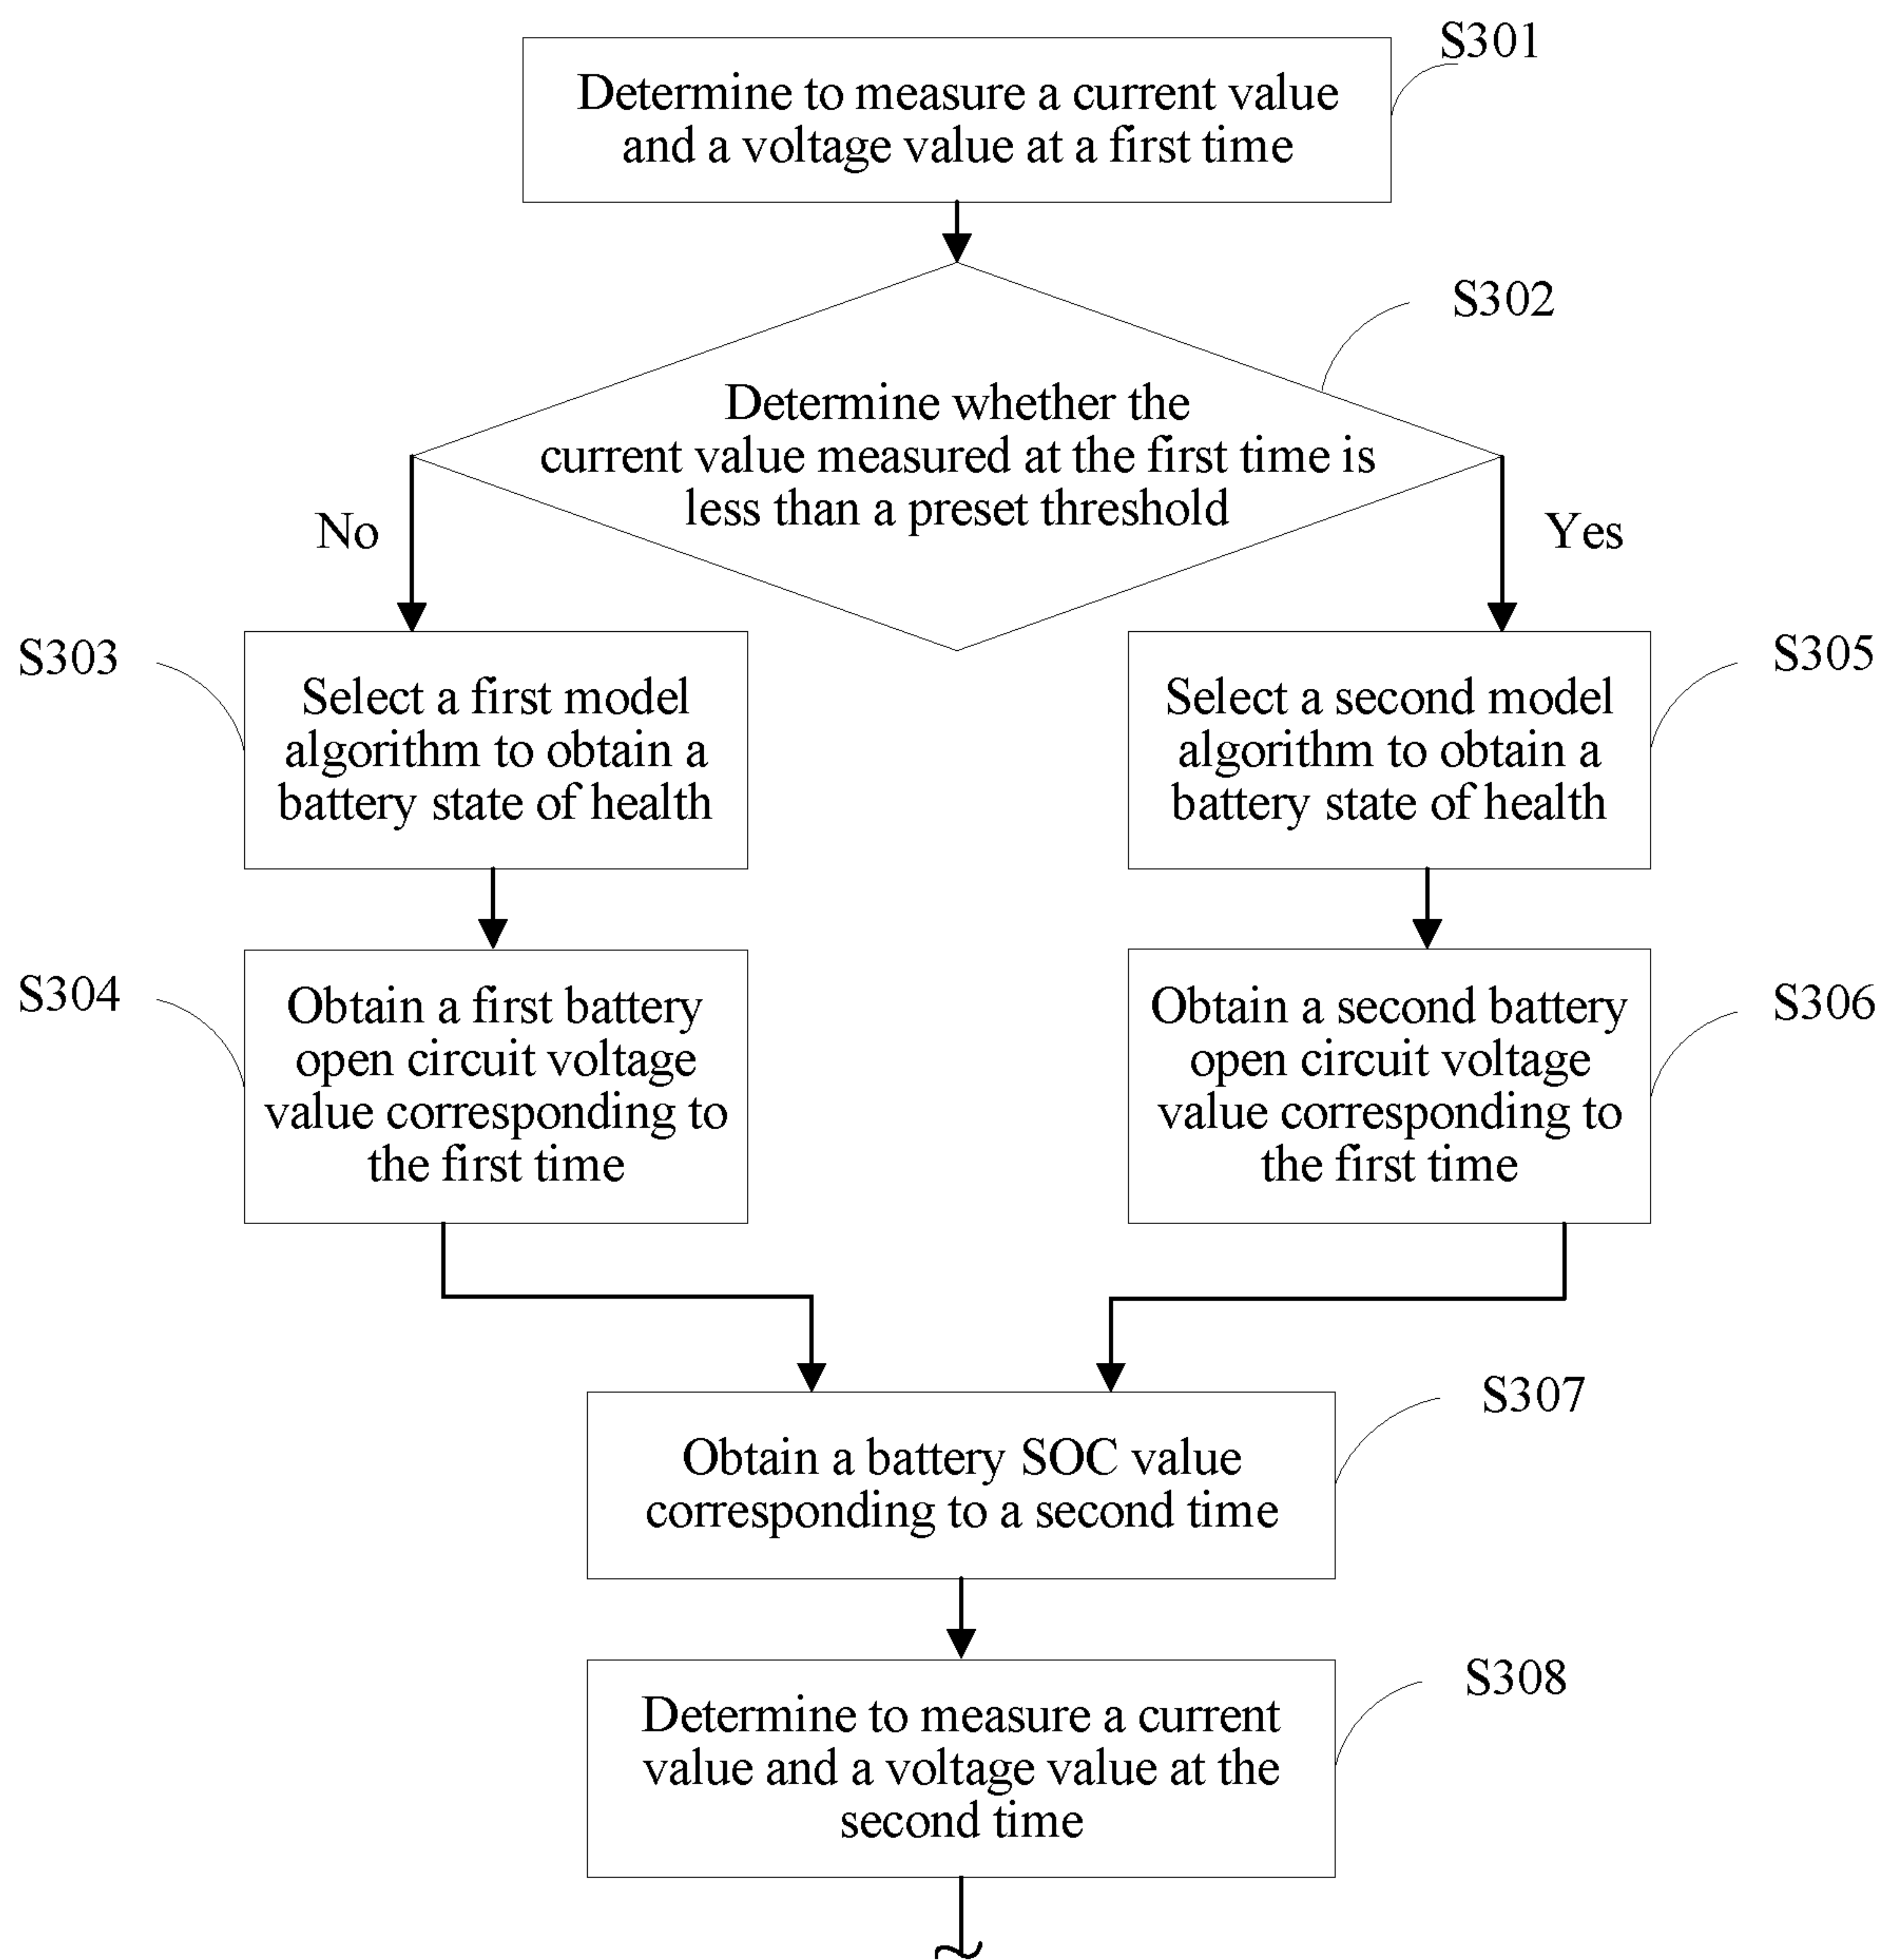 S301
Determine to measure a current value
and a voltage value at a first time
S302
Determine whether the
current value measured at the first time is
less than a preset threshold
No
Yes
S303
Select a first model
algorithm to obtain a
battery state of health
S305
Select a second model
algorithm to obtain a
battery state of health
S304
Obtain a first battery
open circuit voltage
value corresponding to
the first time
S306
Obtain a second battery
open circuit voltage
value corresponding to
the first time
S307
Obtain a battery SOC value
corresponding to a second time
S308
Determine to measure a current
value and a voltage value at the
second time